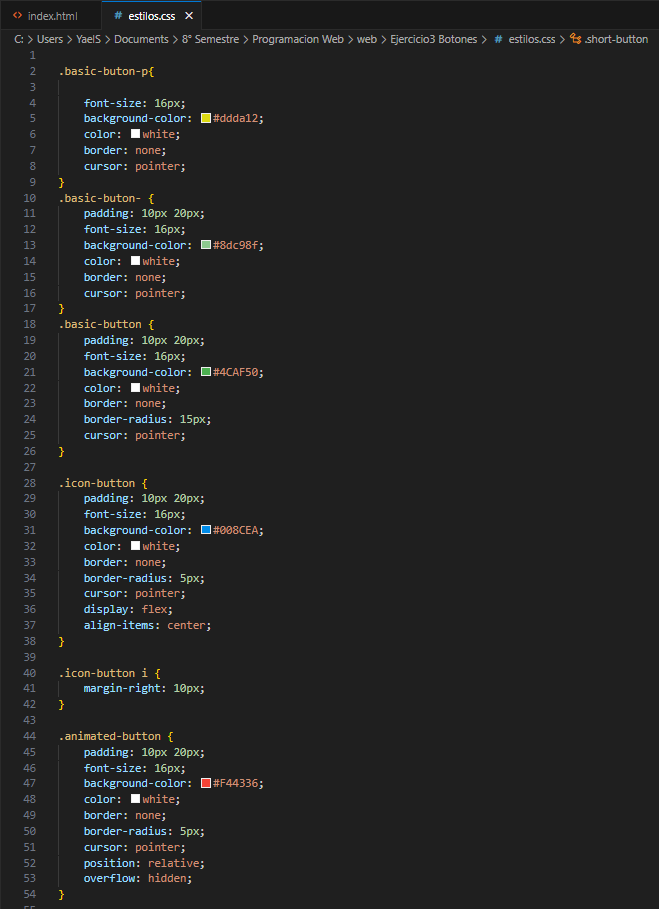 index.html estilos.css
C: > Users > YaelS > Documents > 8° Semestre > Programacion Web > web > Ejercicio3 Botones > # estilos.css > .short-button
1
2 .basic-buton-p{
3
4 font-size: 16px;
5 background-color: #ddda12;
6 color: white;
7 border: none;
8 cursor: pointer;
9 }
10 .basic-buton- {
11 padding: 10px 20px;
12 font-size: 16px;
13 background-color: #8dc98f;
14 color: white;
15 border: none;
16 cursor: pointer;
17 }
18 .basic-button {
19 padding: 10px 20px;
20 font-size: 16px;
21 background-color: #4CAF50;
22 color: white;
23 border: none;
24 border-radius: 15px;
25 cursor: pointer;
26 }
27
28 .icon-button {
29 padding: 10px 20px;
30 font-size: 16px;
31 background-color: #008CEA;
32 color: white;
33 border: none;
34 border-radius: 5px;
35 cursor: pointer;
36 display: flex;
37 align-items: center;
38 }
39
40 .icon-button i {
41 margin-right: 10px;
42 }
43
44 .animated-button {
45 padding: 10px 20px;
46 font-size: 16px;
47 background-color: #F44336;
48 color: white;
49 border: none;
50 border-radius: 5px;
51 cursor: pointer;
52 position: relative;
53 overflow: hidden;
54 }